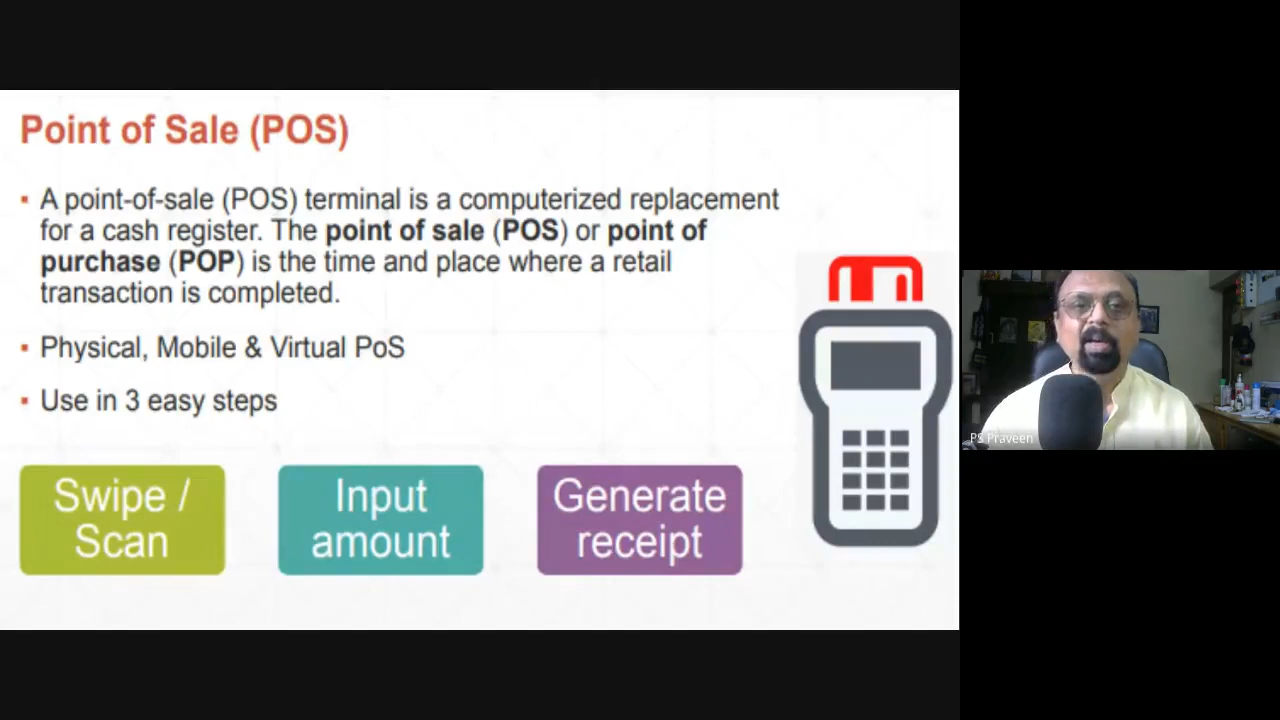 Point of Sale (POS)
▪ A point-of-sale (POS) terminal is a computerized replacement
for a cash register. The point of sale (POS) or point of
purchase (POP) is the time and place where a retail
transaction is completed.
▪ Physical, Mobile & Virtual PoS
▪ Use in 3 easy steps
Swipe /
Scan
Input
amount
Generate
receipt
PS Praveen